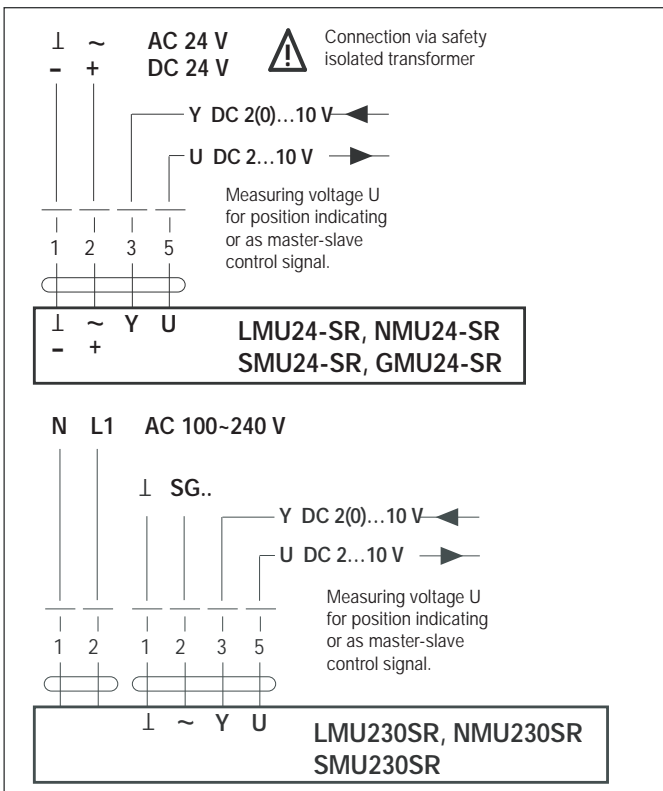 ⊥ ~ AC 24 V
– + DC 24 V
Connection via safety
isolated transformer
Y DC 2(0)...10 V
U DC 2...10 V
Measuring voltage U
for position indicating
or as master-slave
control signal.
1 2 3 5
⊥ ~ Y U
– +
LMU24-SR, NMU24-SR
SMU24-SR, GMU24-SR
N L1 AC 100~240 V
⊥ SG..
Y DC 2(0)...10 V
U DC 2...10 V
Measuring voltage U
for position indicating
or as master-slave
control signal.
1 2 1 2 3 5
⊥ ~ Y U
LMU230SR, NMU230SR
SMU230SR